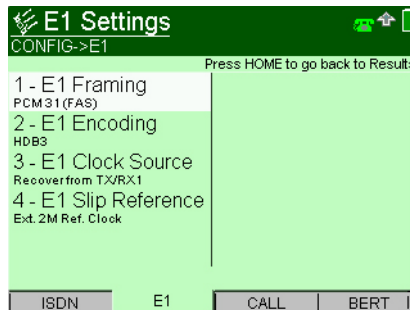 E1 Settings
CONFIG->E1
Press HOME to go back to Results
1 - E1 Framing
PCM31(FAS)
2 - E1 Encoding
HDB3
3 - E1 Clock Source
Recover from TX/RX1
4 - E1 Slip Reference
Ext. 2M Ref. Clock
ISDN E1 CALL BERT